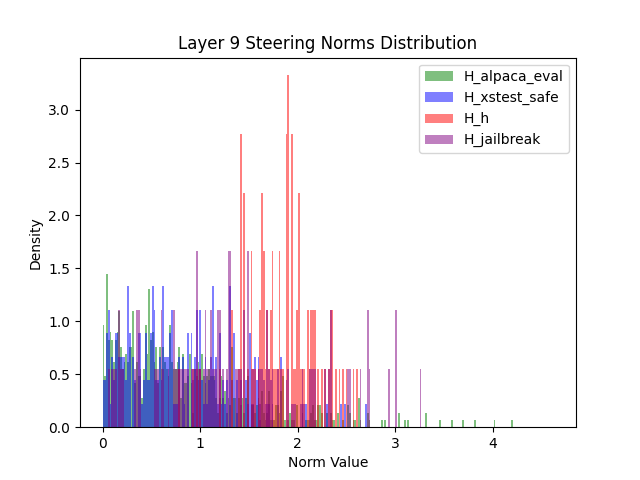 Layer 9 Steering Norms Distribution
H_alpaca_eval
H_xstest_safe
H_h
H_jailbreak
3.0
2.5
2.0
1.5
1.0
0.5
0.0
Density
0 1 2 3 4
Norm Value